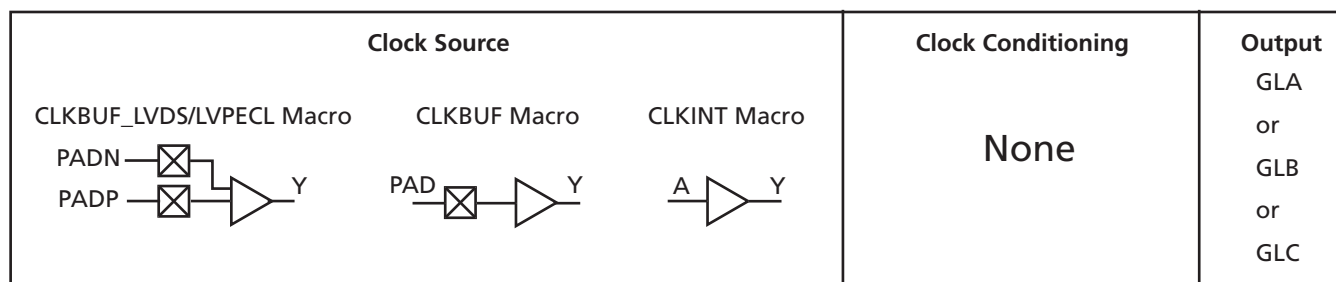 Clock Source
Clock Conditioning
Output
CLKBUF_LVDS/LVPECL Macro
CLKBUF Macro
CLKINT Macro
PADN
PADP
Y
PAD
Y
A
Y
None
GLA
or
GLB
or
GLC